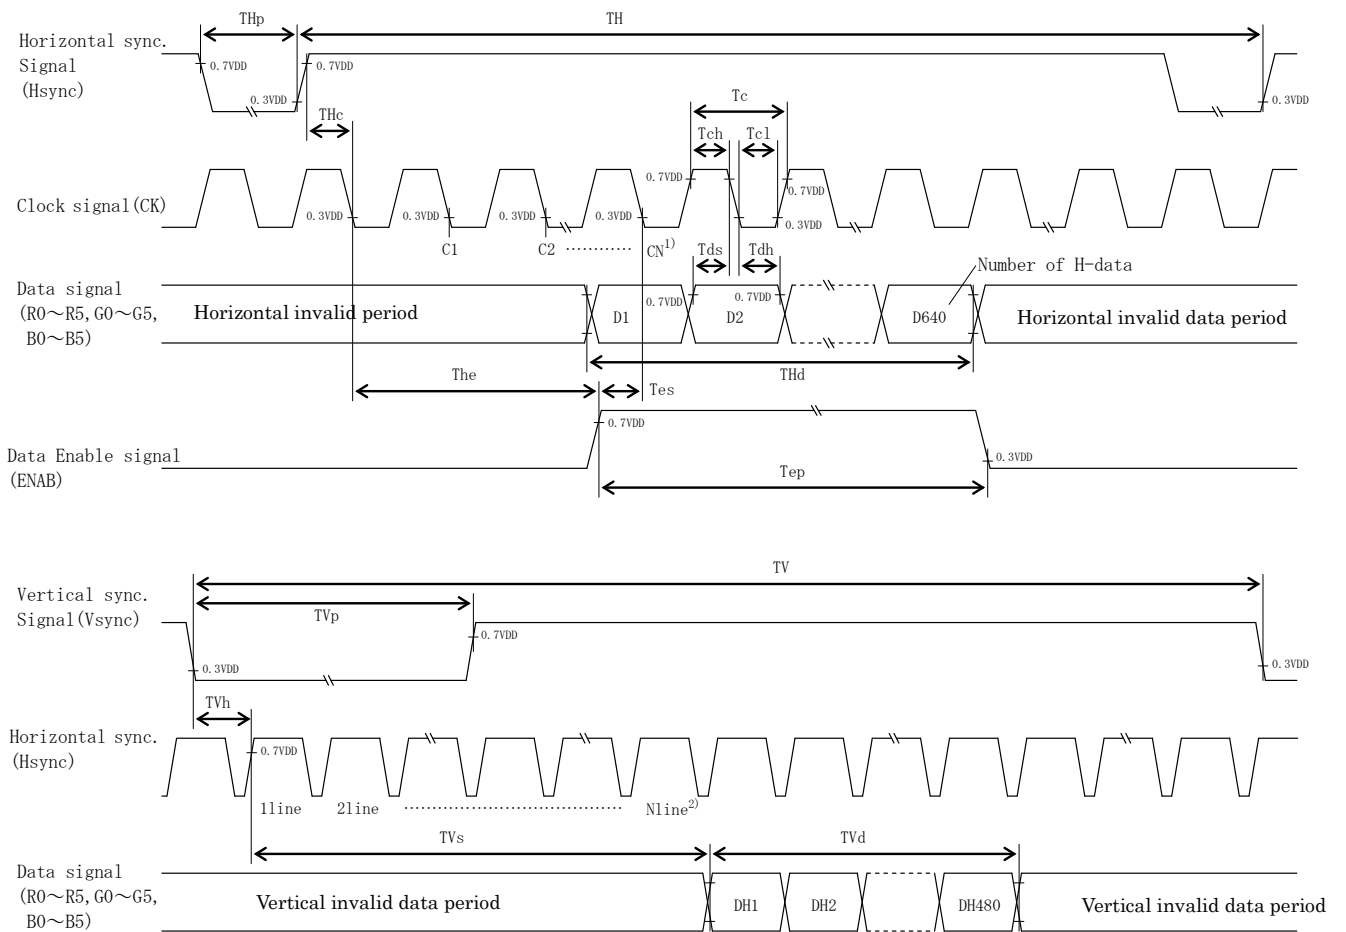 THp
TH
Horizontal sync.
Signal
(Hsync)
0.7VDD
0.7VDD
0.3VDD
0.3VDD
THc
Tc
Tch
Tcl
Clock signal(CK)
0.7VDD
0.7VDD
0.3VDD
0.3VDD
0.3VDD
0.3VDD
0.3VDD
C1
C2
CN1)
Tds
Tdh
Number of H-data
Data signal
(R0～R5,G0～G5,
B0～B5)
Horizontal invalid period
0.7VDD
0.7VDD
D1
D2
D640
Horizontal invalid data period
THd
The
Tes
0.7VDD
Data Enable signal
(ENAB)
0.3VDD
Tep
TV
Vertical sync.
Signal(Vsync)
TVp
0.7VDD
0.3VDD
0.3VDD
TVh
Horizontal sync.
(Hsync)
0.7VDD
1line
2line
Nline2)
TVs
TVd
Data signal
(R0～R5,G0～G5,
B0～B5)
Vertical invalid data period
DH1
DH2
DH480
Vertical invalid data period